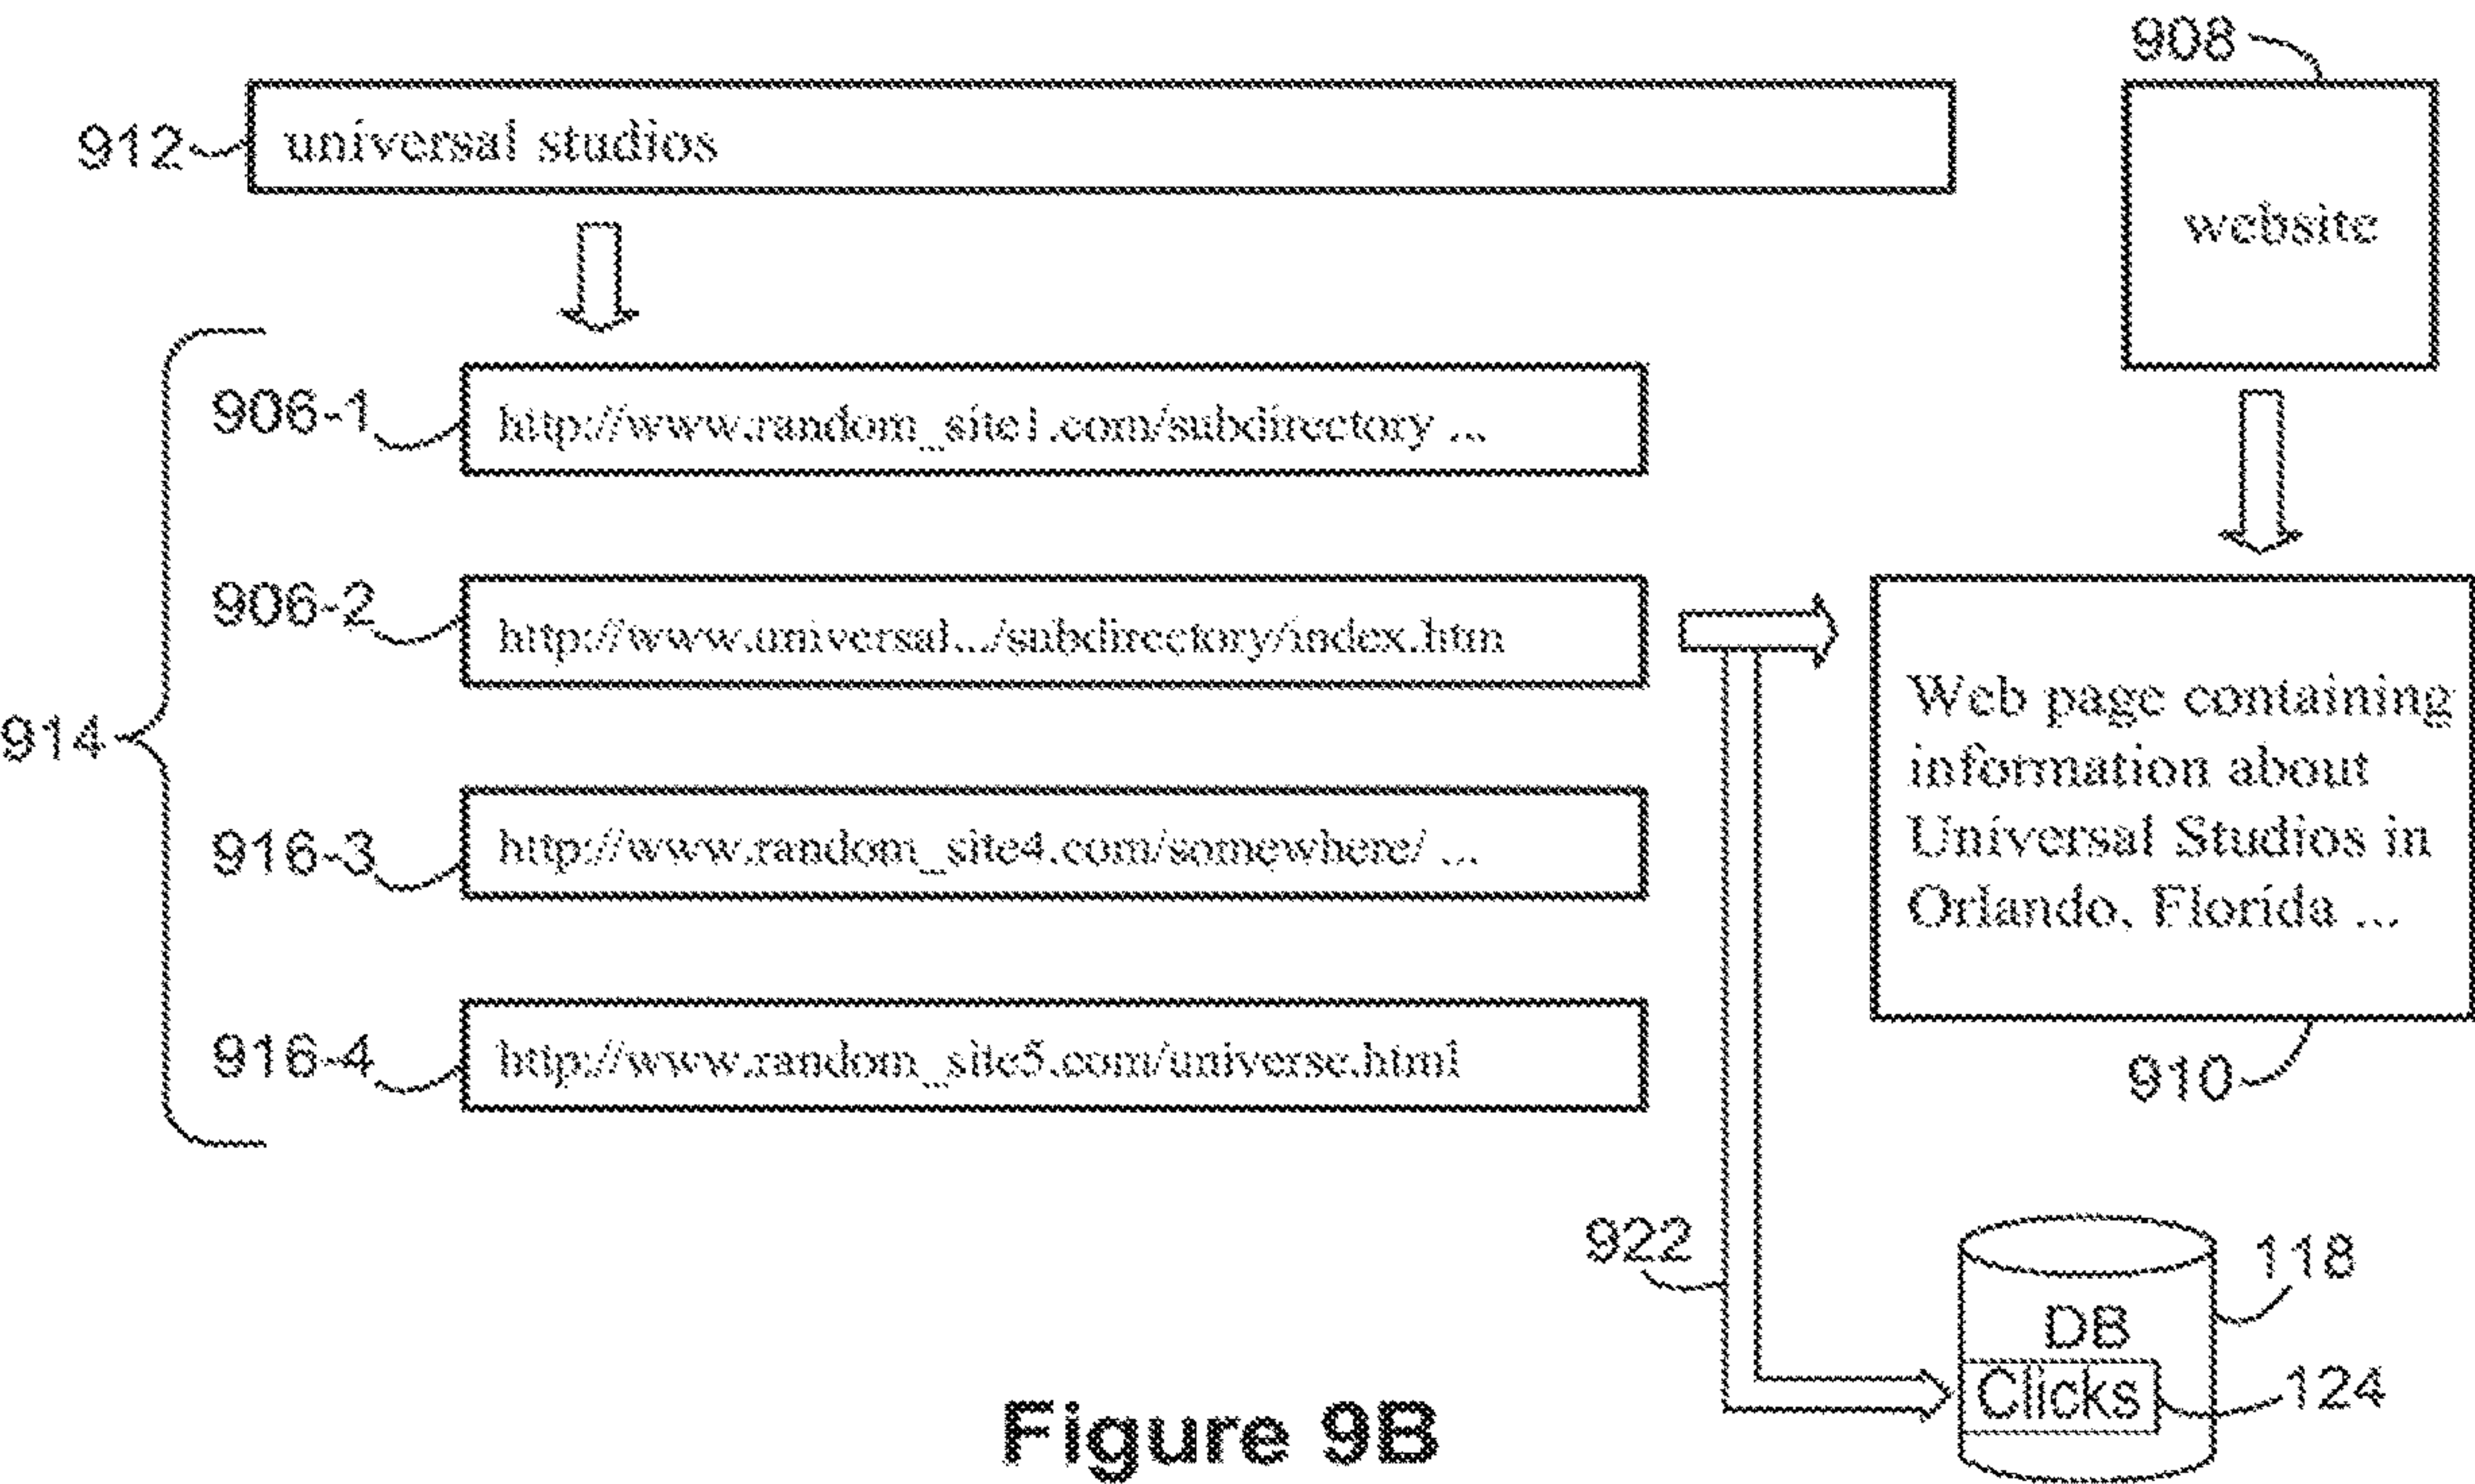 908
912
universal studios
website
906-1
http://www.random_site1.com/subdirectory ...
906-2
http://www.universal.../subdirectory/index.htm
914
Web page containing
information about
Universal Studios in
Orlando, Florida ...
916-3
http://www.random_site4.com/somewhere/ ...
916-4
http://www.random_site5.com/universe.html
910
922
118
DB
Clicks
124
Figure 9B